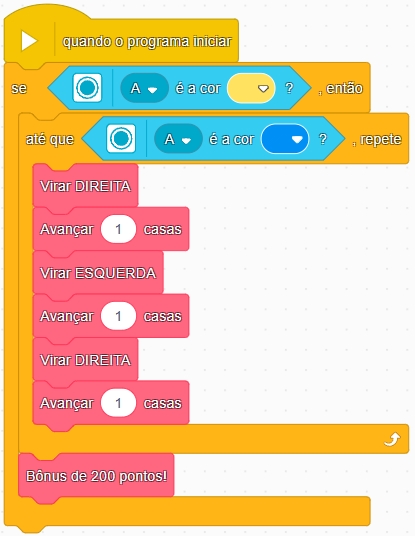 quando o programa iniciar
se A é a cor ? , então
até que A é a cor ? , repete
Virar DIREITA
Avançar 1 casas
Virar ESQUERDA
Avançar 1 casas
Virar DIREITA
Avançar 1 casas
Bônus de 200 pontos!